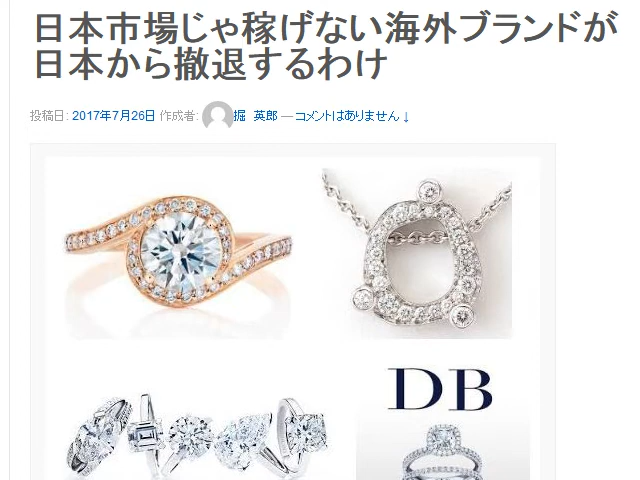 日本市場じゃ稼げない海外ブランドが
日本から撤退するわけ
投稿日: 2017年7月26日 作成者: 掘 英郎 — コメントはありません ↓
DB